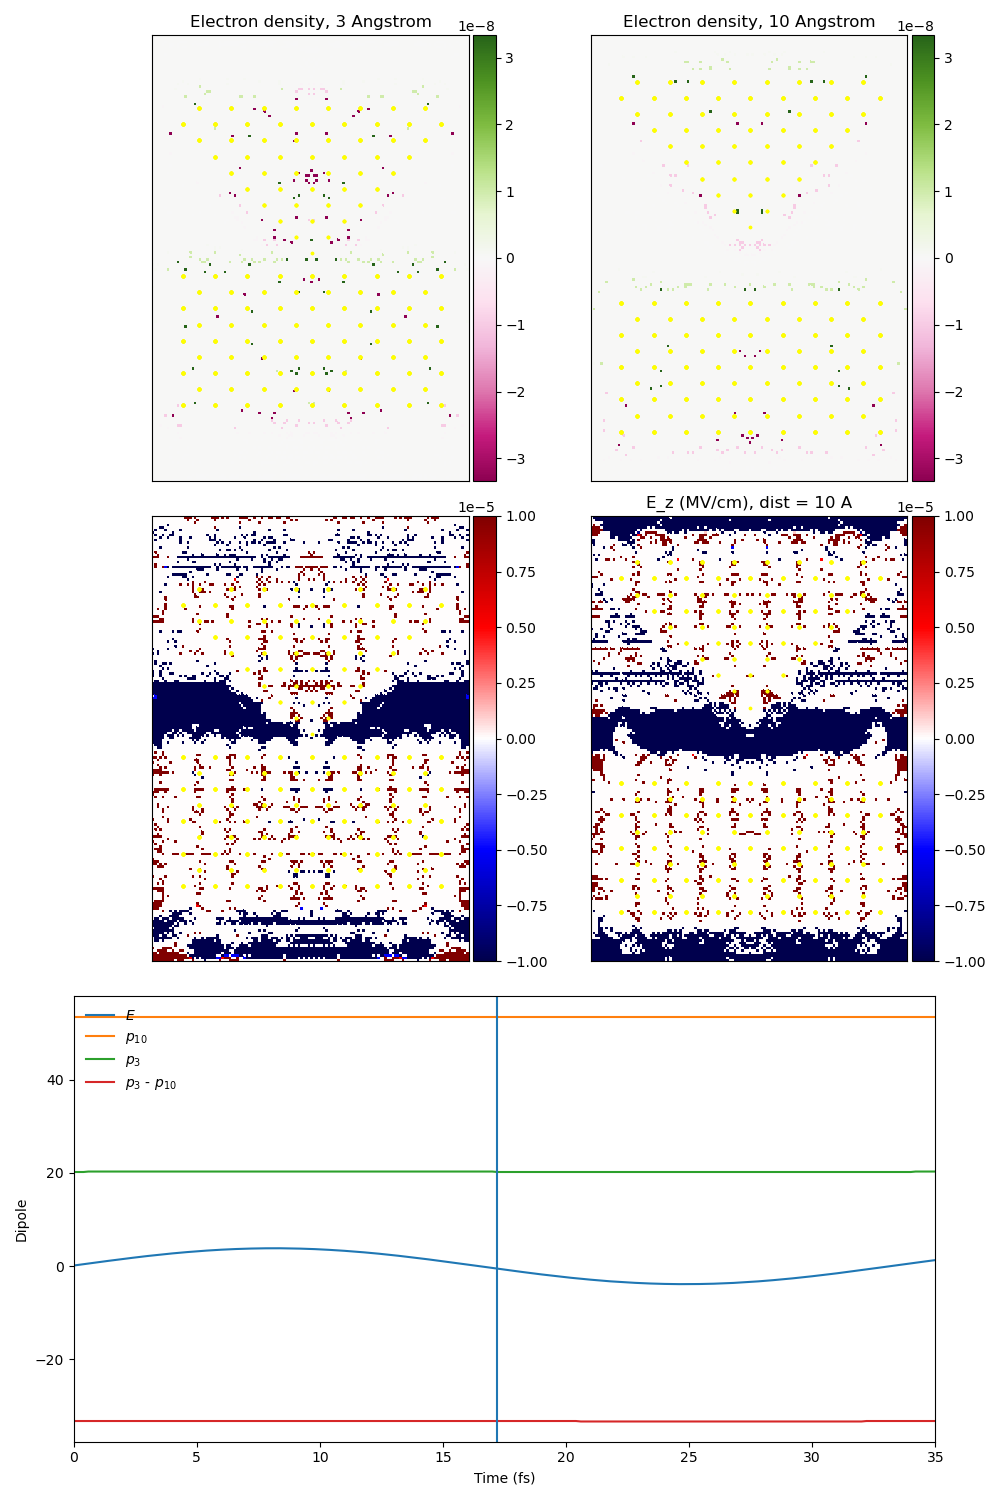 Electron density, 3 Angstrom
1e−8
3
2
1
0
−1
−2
−3
Electron density, 10 Angstrom
1e−8
3
2
1
0
−1
−2
−3
1e−5
1.00
0.75
0.50
0.25
0.00
−0.25
−0.50
−0.75
−1.00
E_z (MV/cm), dist = 10 A
1e−5
1.00
0.75
0.50
0.25
0.00
−0.25
−0.50
−0.75
−1.00
E
p10
p3
p3 - p10
Dipole
40
20
0
−20
0 5 10 15 20 25 30 35
Time (fs)